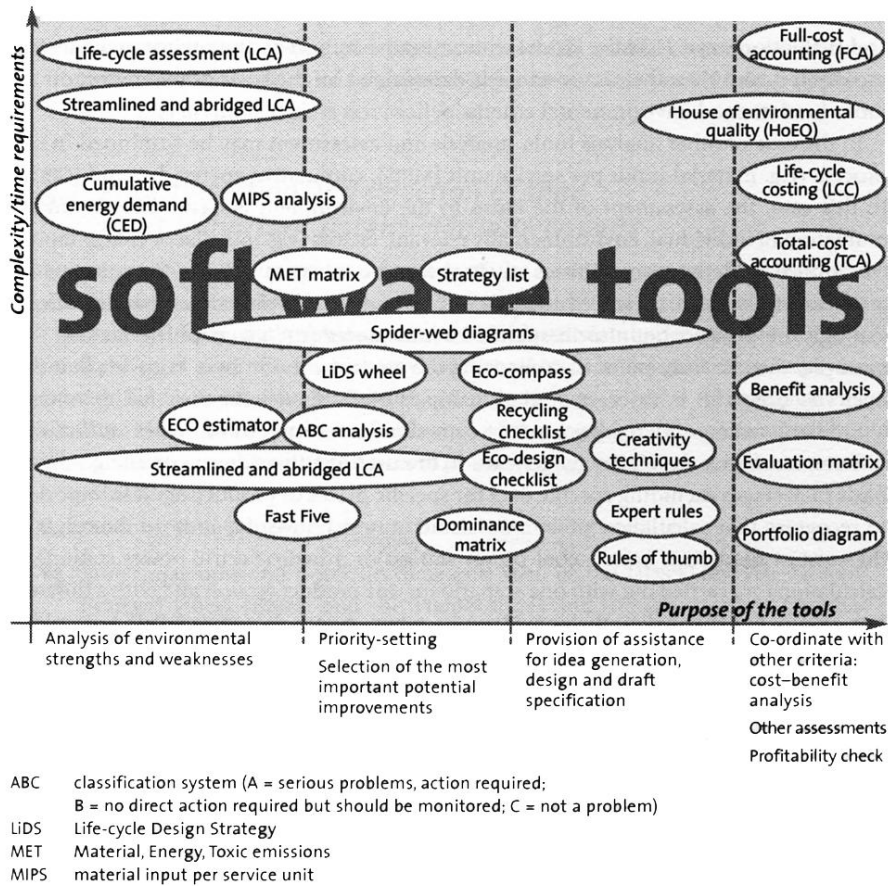 Complexity/time requirements
Life-cycle assessment (LCA)
Streamlined and abridged LCA
Cumulative
energy demand
(CED)
MIPS analysis
Full-cost
accounting (FCA)
House of environmental
quality (HoEQ)
Life-cycle
costing (LCC)
Total-cost
accounting (TCA)
software tools
MET matrix
Strategy list
Spider-web diagrams
LiDS wheel
Eco-compass
Benefit analysis
ECO estimator
ABC analysis
Recycling
checklist
Creativity
techniques
Streamlined and abridged LCA
Eco-design
checklist
Evaluation matrix
Fast Five
Dominance
matrix
Expert rules
Rules of thumb
Portfolio diagram
Purpose of the tools
Analysis of environmental
strengths and weaknesses
Priority-setting
Selection of the most
important potential
improvements
Provision of assistance
for idea generation,
design and draft
specification
Co-ordinate with
other criteria:
cost–benefit
analysis
Other assessments
Profitability check
ABC classification system (A = serious problems, action required;
B = no direct action required but should be monitored; C = not a problem)
LiDS Life-cycle Design Strategy
MET Material, Energy, Toxic emissions
MIPS material input per service unit